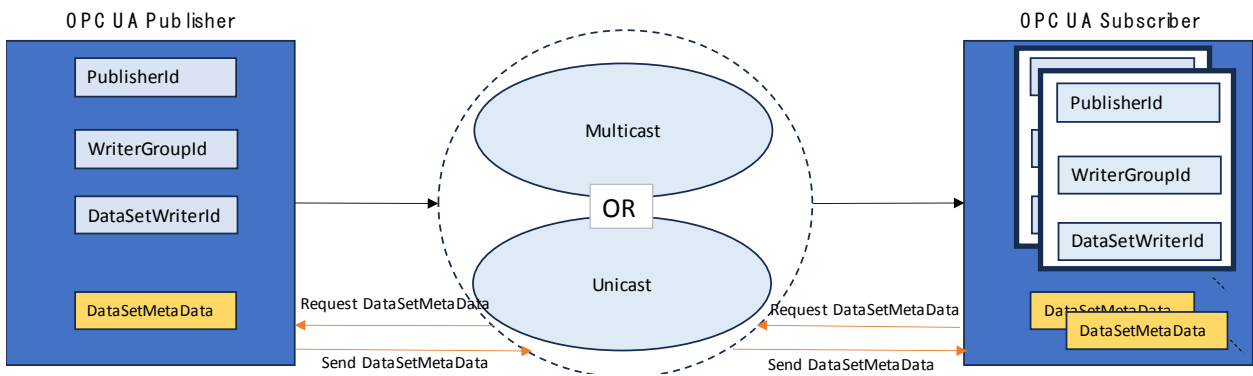 OPC UA Publisher
PublisherId
WriterGroupId
DataSetWriterId
DataSetMetaData
Multicast
OR
Unicast
Request DataSetMetaData
Send DataSetMetaData
Request DataSetMetaData
Send DataSetMetaData
OPC UA Subscriber
PublisherId
WriterGroupId
DataSetWriterId
DataSetMetaData
DataSetMetaData